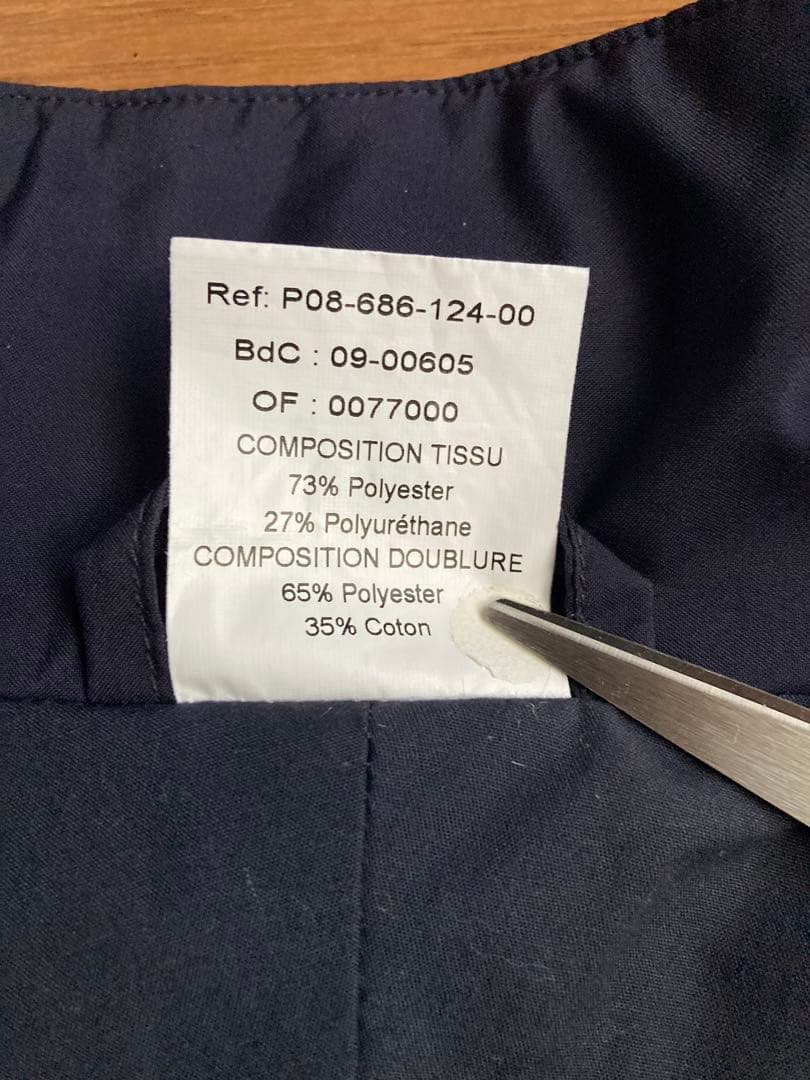 Ref: P08-686-124-00
BdC : 09-00605
OF : 0077000
COMPOSITION TISSU
73% Polyester
27% Polyuréthane
COMPOSITION DOUBLURE
65% Polyester
35% Coton